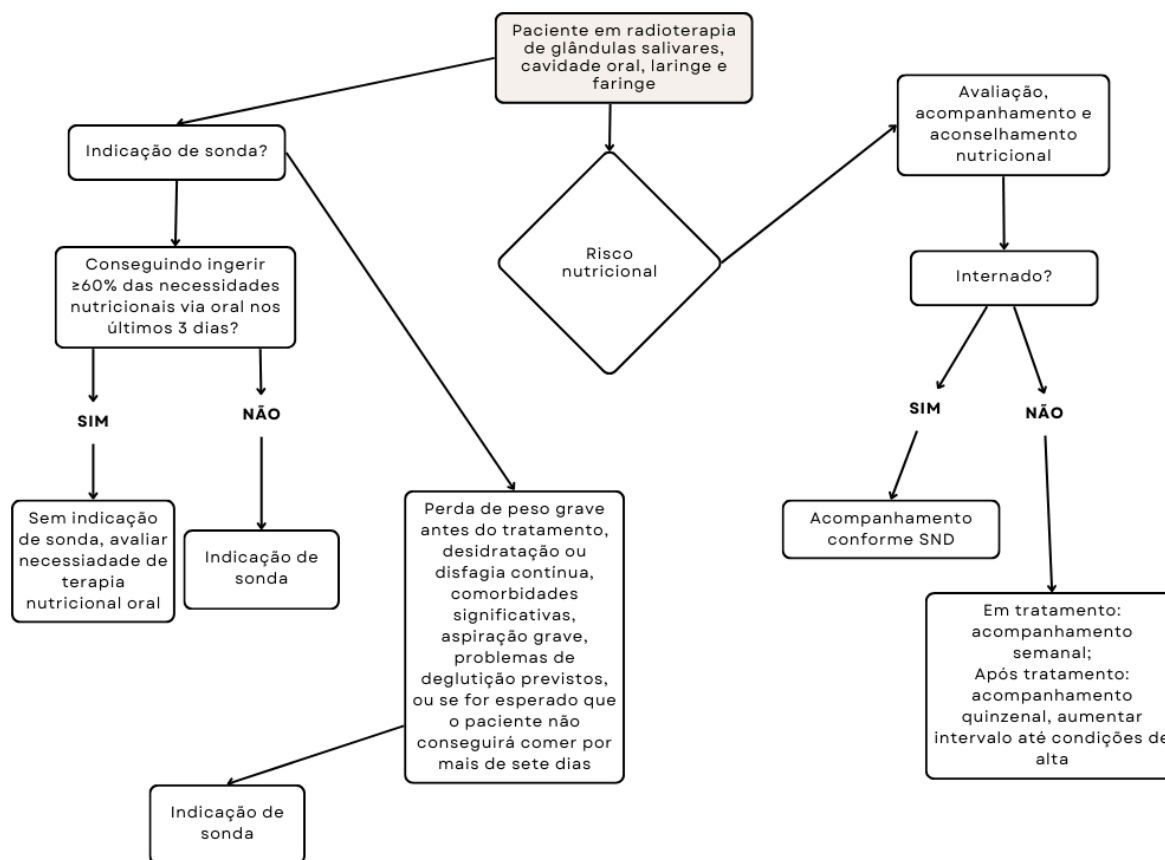 Paciente em radioterapia
de glândulas salivares,
cavidade oral, laringe e
faringe
Indicação de sonda?
Avaliação,
acompanhamento e
aconselhamento
nutricional
Conseguindo ingerir
≥60% das necessidades
nutricionais via oral nos
últimos 3 dias?
Risco
nutricional
Internado?
SIM
NÃO
SIM
NÃO
Sem indicação
de sonda, avaliar
necessiadade de
terapia
nutricional oral
Indicação de
sonda
Perda de peso grave
antes do tratamento,
desidratação ou
disfagia contínua,
comorbidades
significativas,
aspiração grave,
problemas de
deglutição previstos,
ou se for esperado que
o paciente não
conseguirá comer por
mais de sete dias
Acompanhamento
conforme SND
Em tratamento:
acompanhamento
semanal;
Após tratamento:
acompanhamento
quinzenal, aumentar
intervalo até condições de
alta
Indicação de
sonda